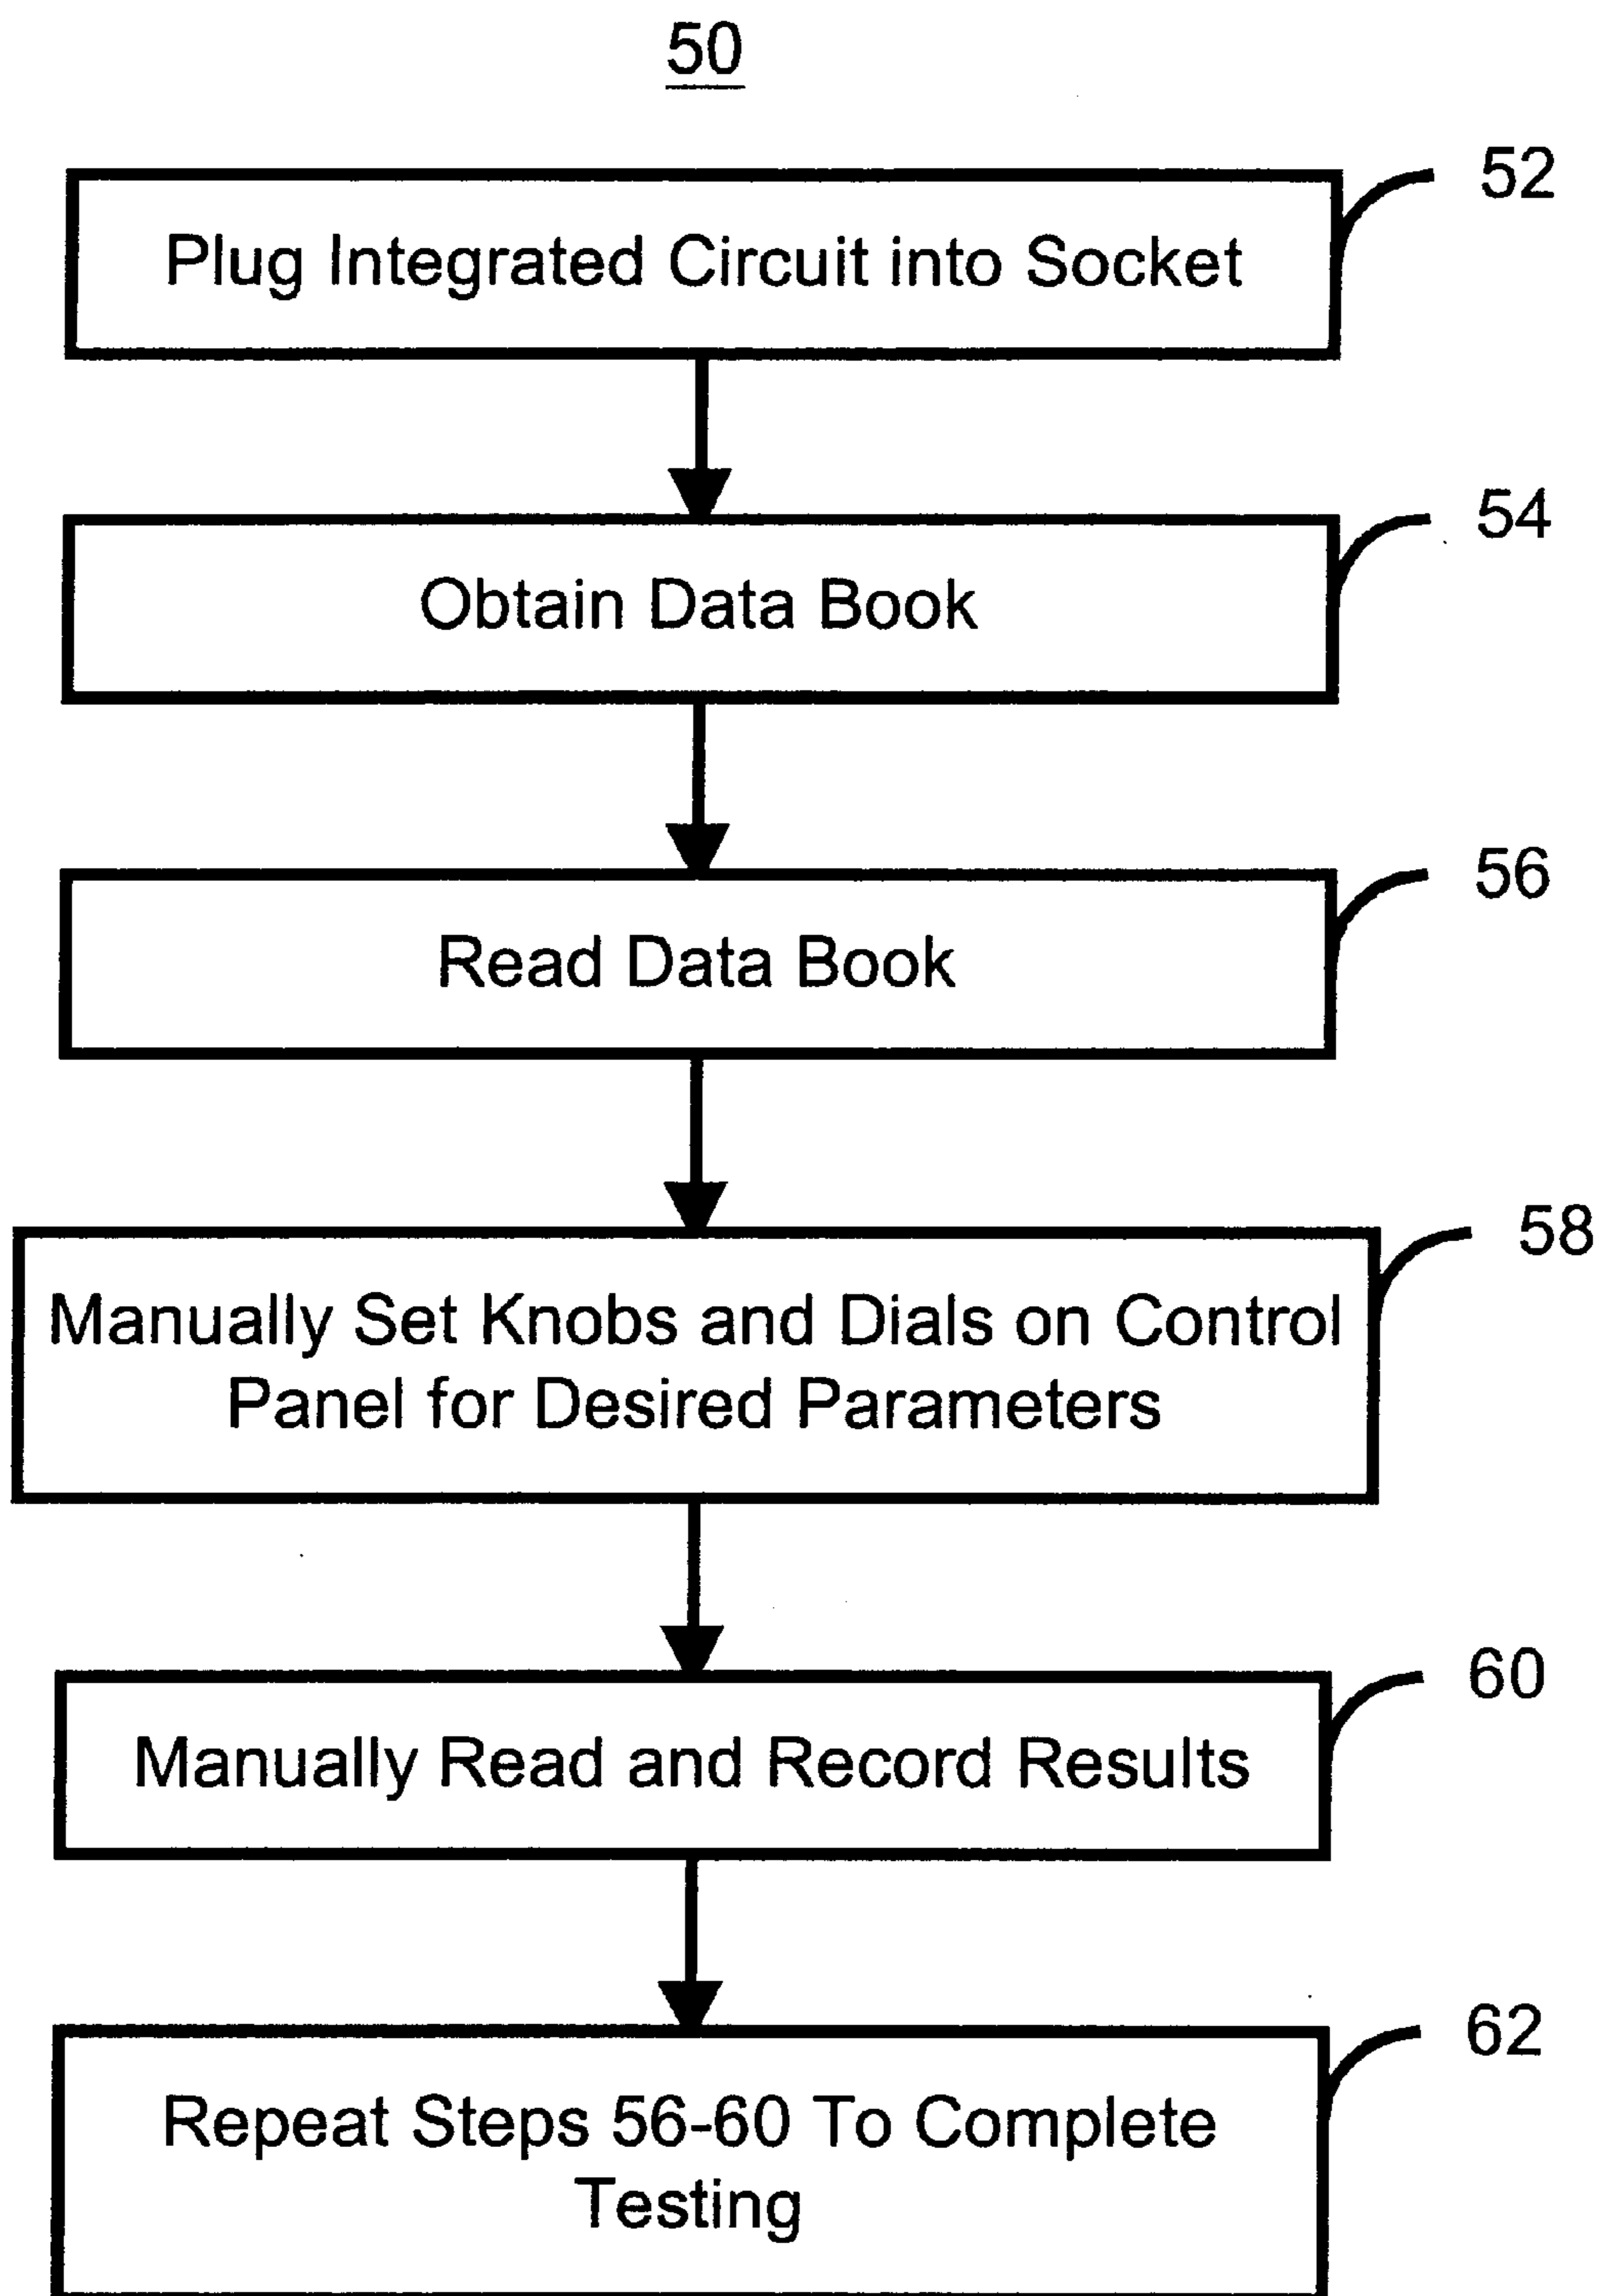 50
52
Plug Integrated Circuit into Socket
54
Obtain Data Book
56
Read Data Book
58
Manually Set Knobs and Dials on Control
Panel for Desired Parameters
60
Manually Read and Record Results
62
Repeat Steps 56-60 To Complete
Testing